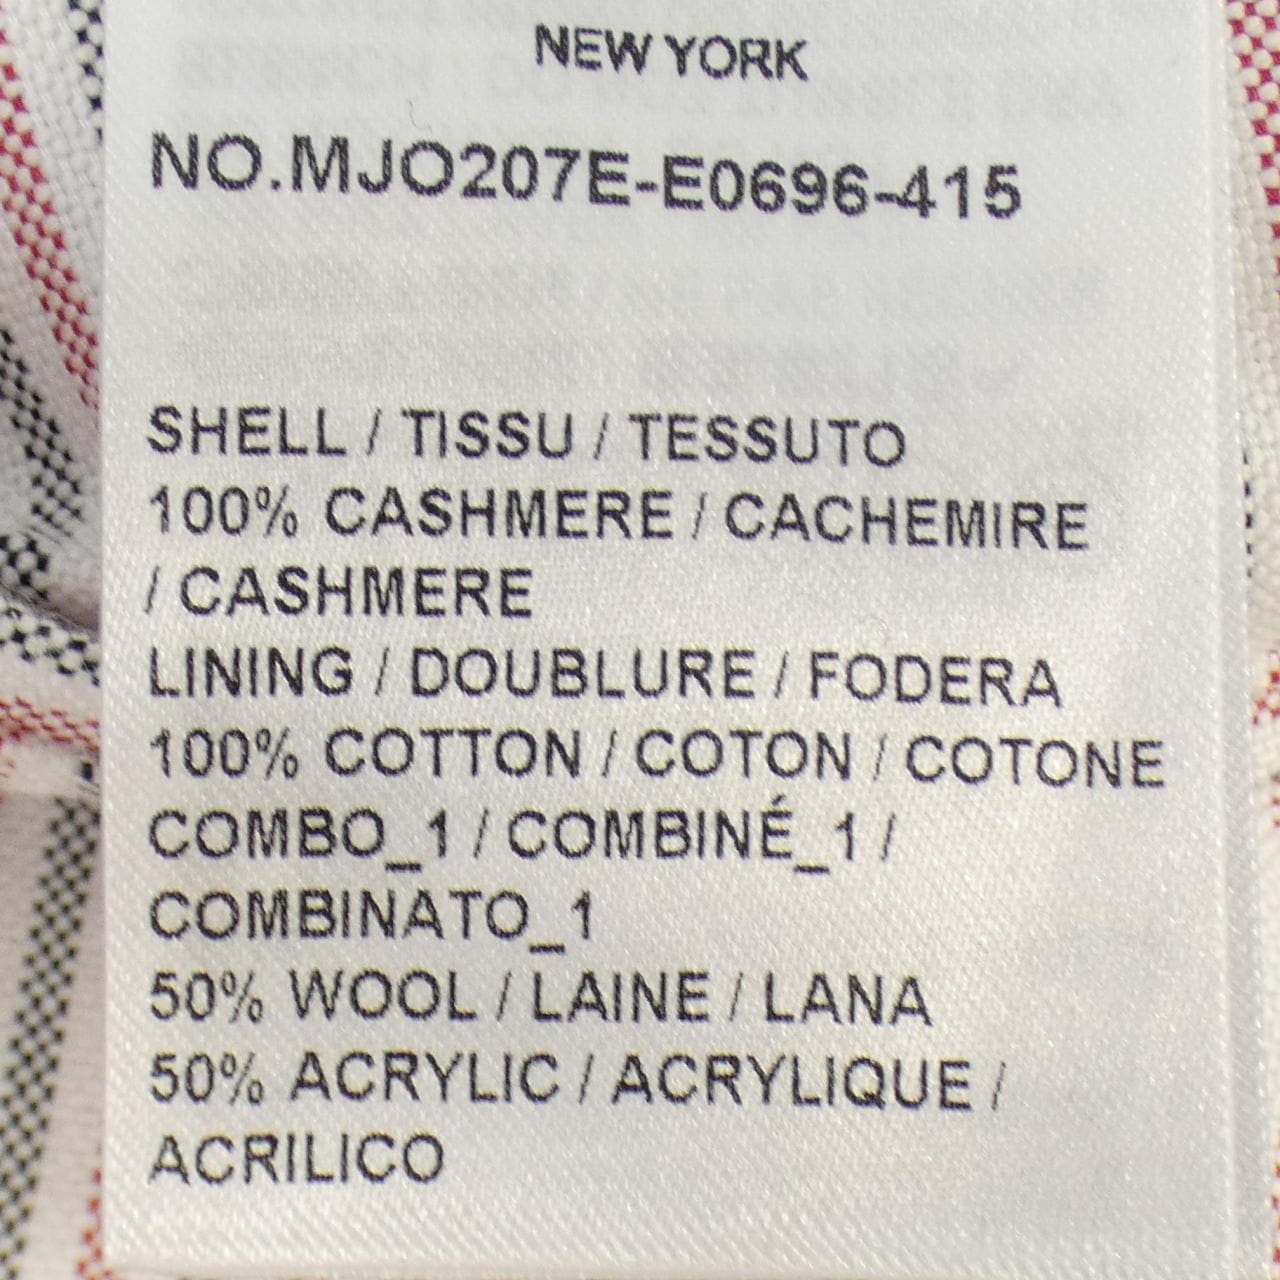 NEW YORK
NO.MJO207E-E0696-415
SHELL / TISSU / TESSUTO
100% CASHMERE / CACHEMIRE
/ CASHMERE
LINING / DOUBLURE / FODERA
100% COTTON / COTON / COTONE
COMBO_1 / COMBINÉ_1 /
COMBINATO_1
50% WOOL / LAINE / LANA
50% ACRYLIC / ACRYLIQUE /
ACRILICO